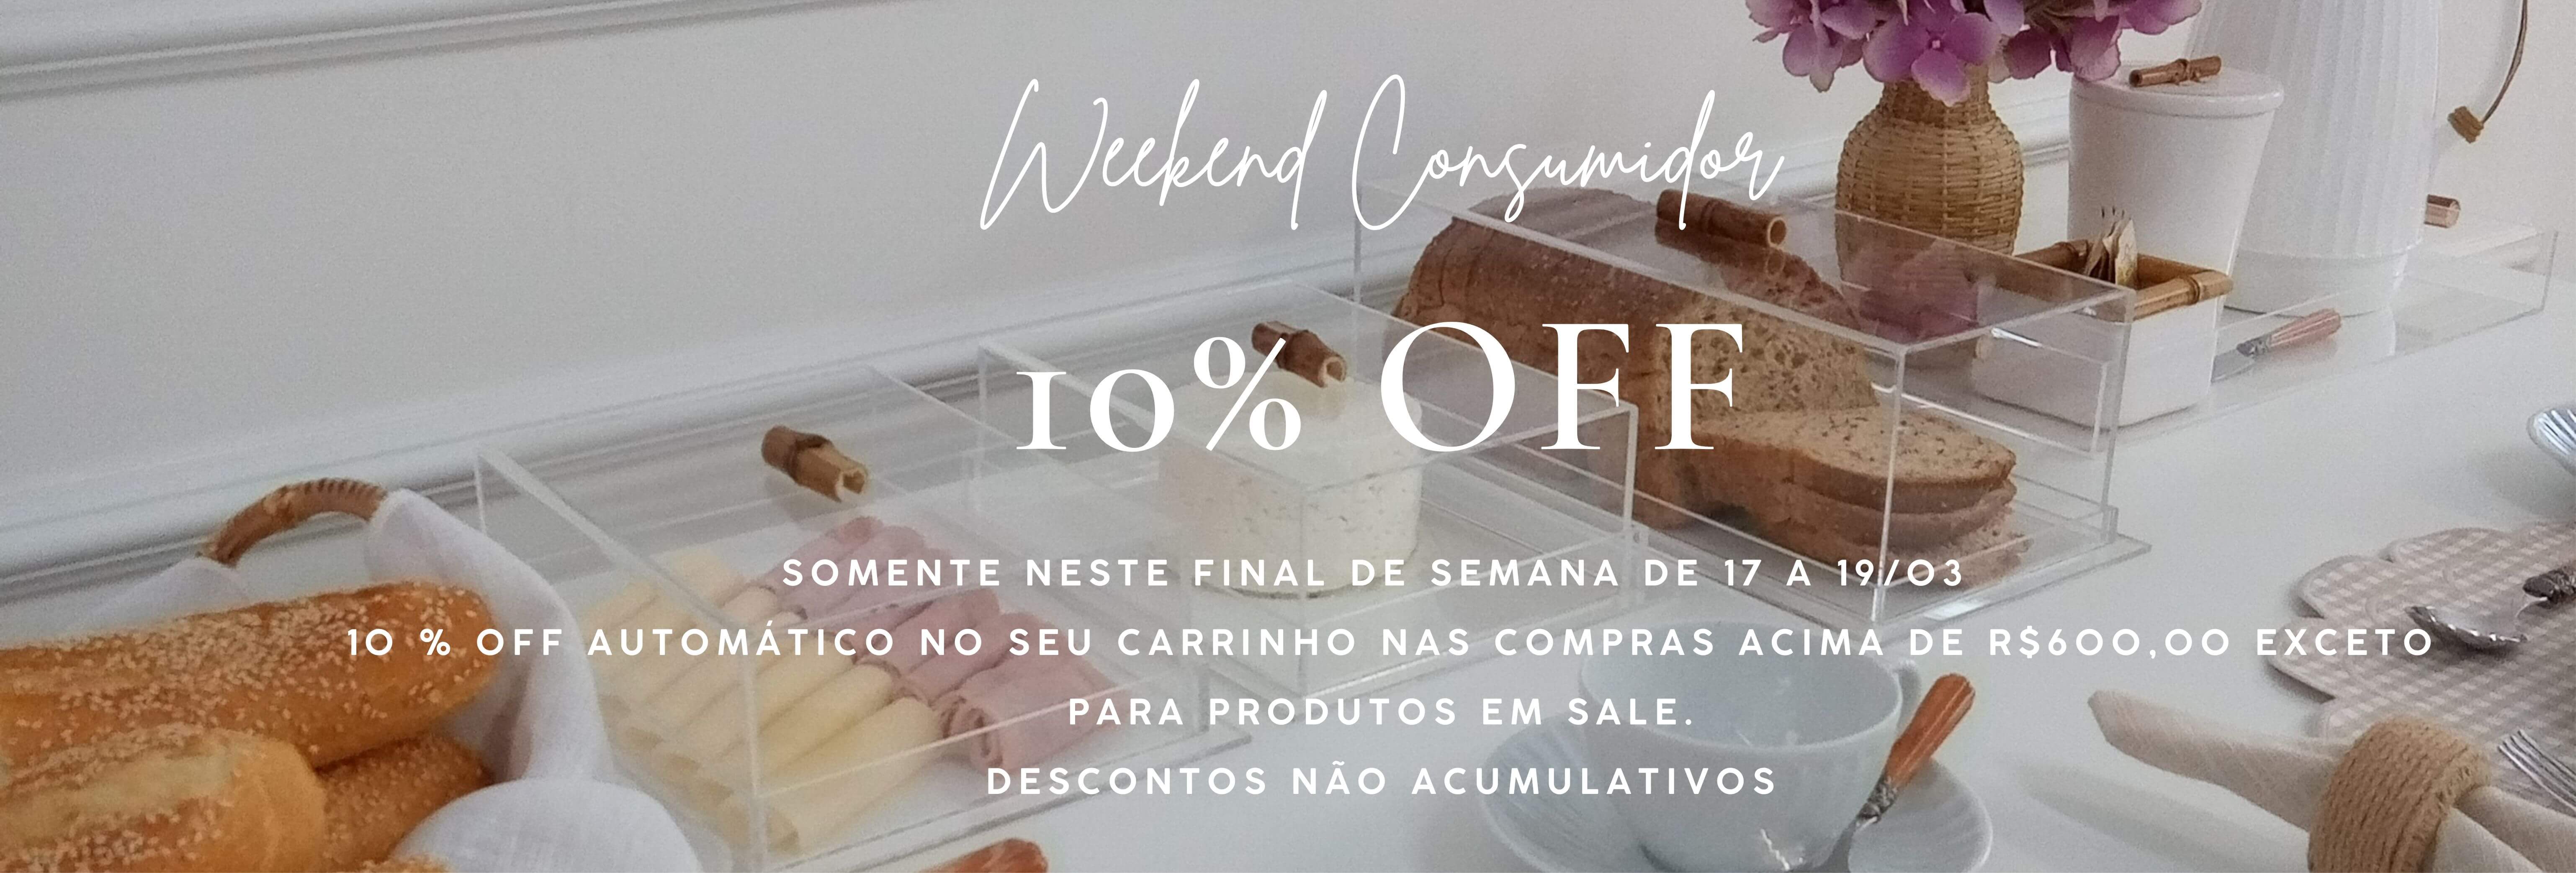 Weekend Consumidor
10% OFF
SOMENTE NESTE FINAL DE SEMANA DE 17 A 19/03
10 % OFF AUTOMÁTICO NO SEU CARRINHO NAS COMPRAS ACIMA DE R$600,00 EXCETO
PARA PRODUTOS EM SALE.
DESCONTOS NÃO ACUMULATIVOS